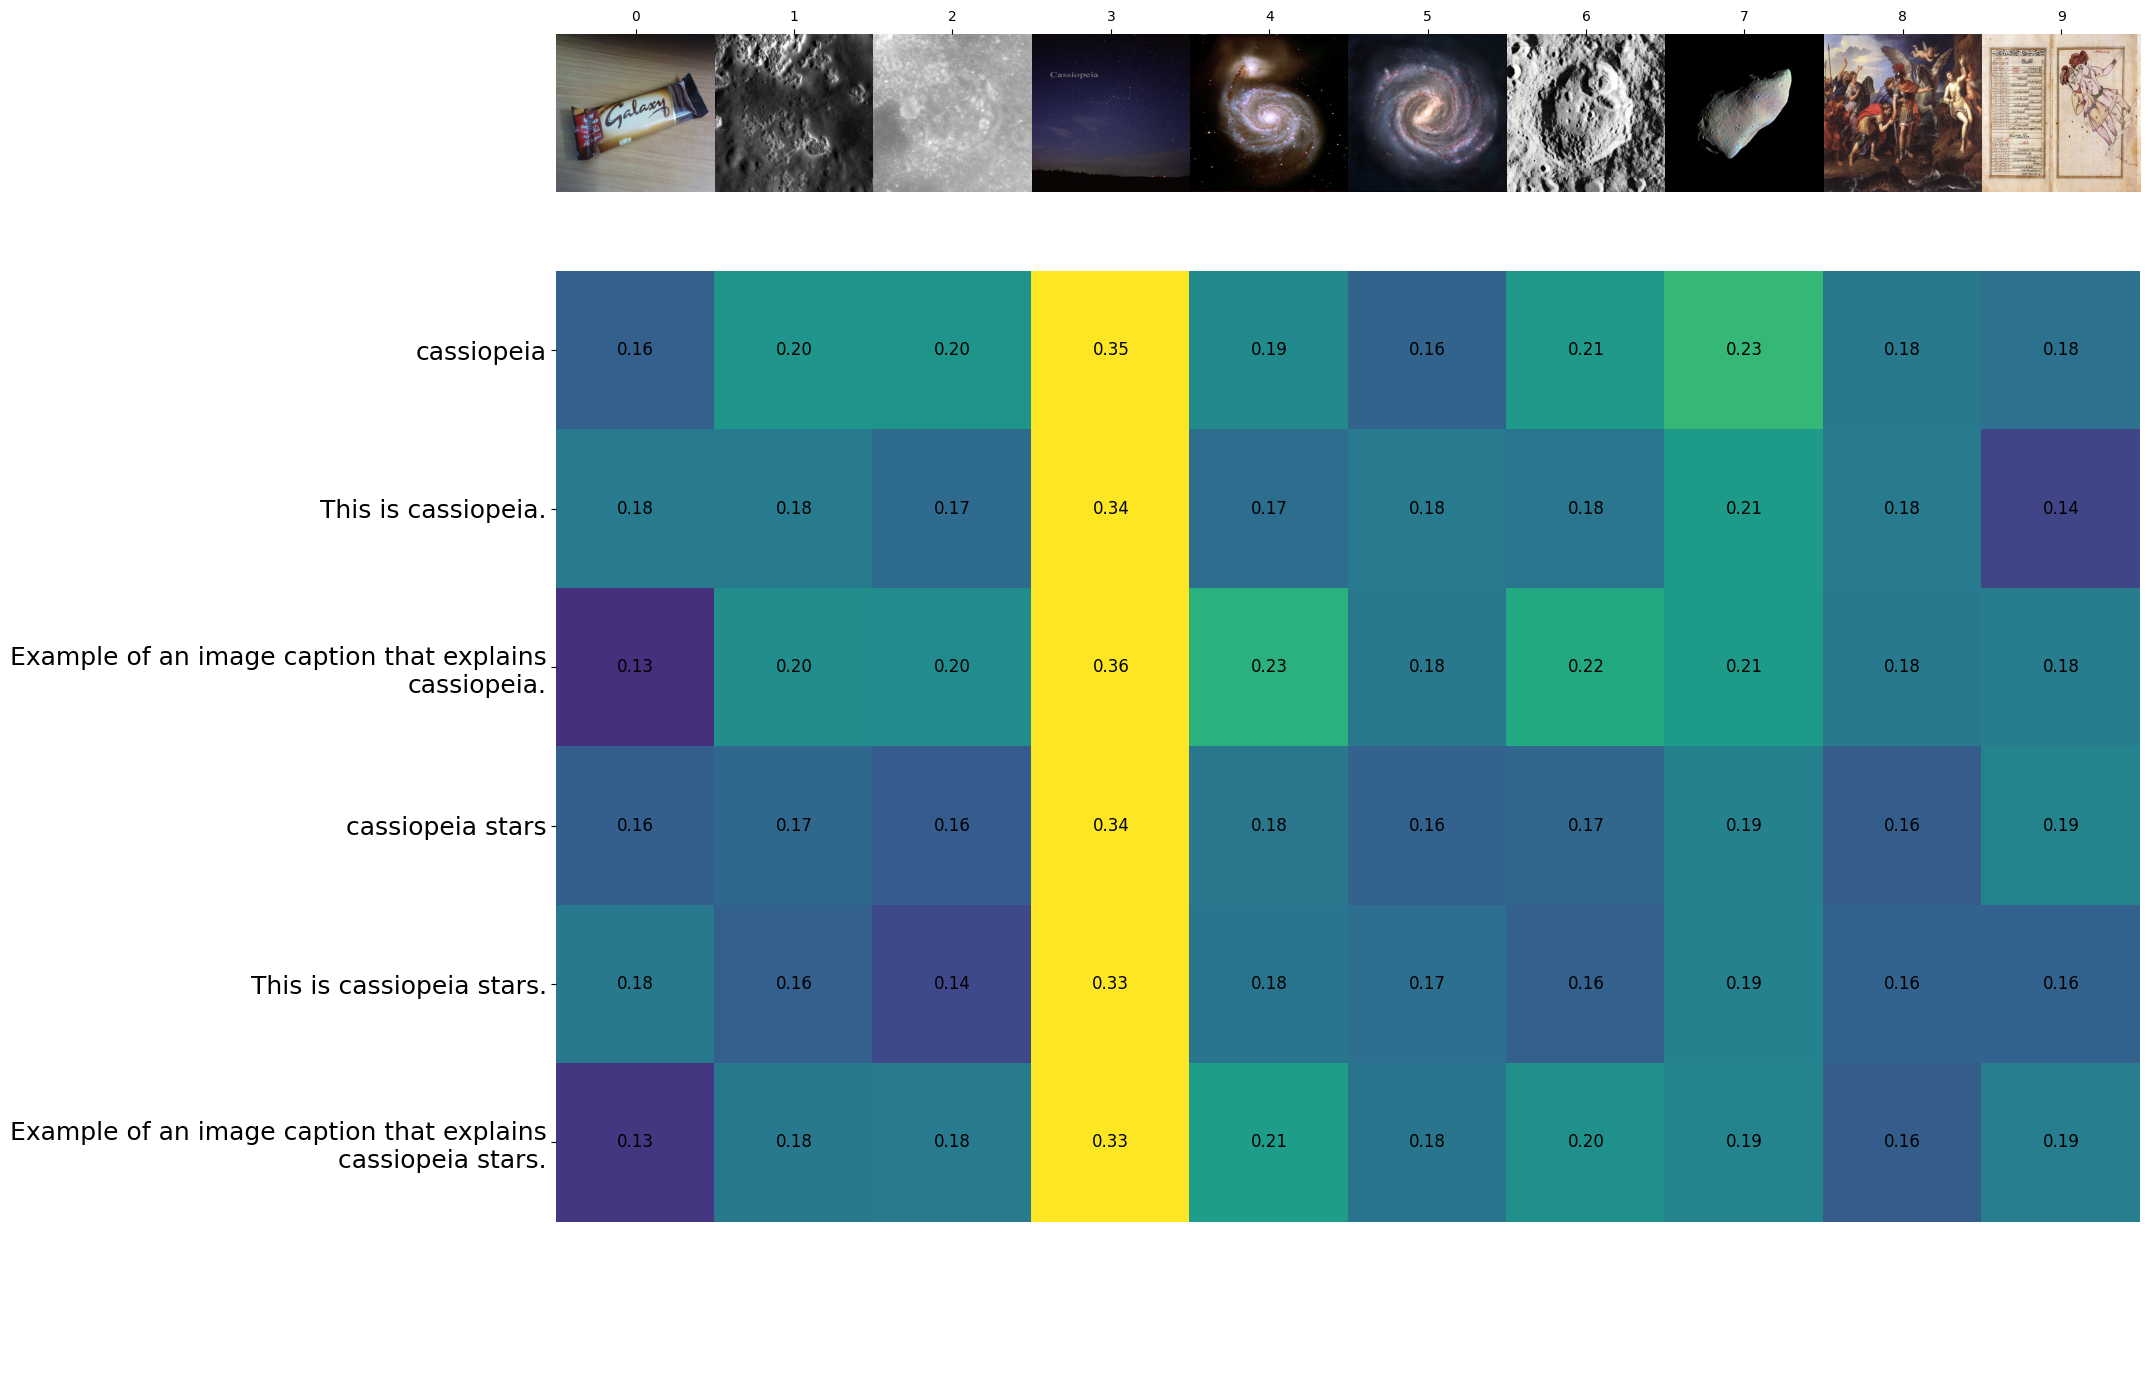 0 1 2 3 4 5 6 7 8 9
Galaxy
Cassiopeia
cassiopeia 0.16 0.20 0.20 0.35 0.19 0.16 0.21 0.23 0.18 0.18
This is cassiopeia. 0.18 0.18 0.17 0.34 0.17 0.18 0.18 0.21 0.18 0.14
Example of an image caption that explains
cassiopeia. 0.13 0.20 0.20 0.36 0.23 0.18 0.22 0.21 0.18 0.18
cassiopeia stars 0.16 0.17 0.16 0.34 0.18 0.16 0.17 0.19 0.16 0.19
This is cassiopeia stars. 0.18 0.16 0.14 0.33 0.18 0.17 0.16 0.19 0.16 0.16
Example of an image caption that explains
cassiopeia stars. 0.13 0.18 0.18 0.33 0.21 0.18 0.20 0.19 0.16 0.19